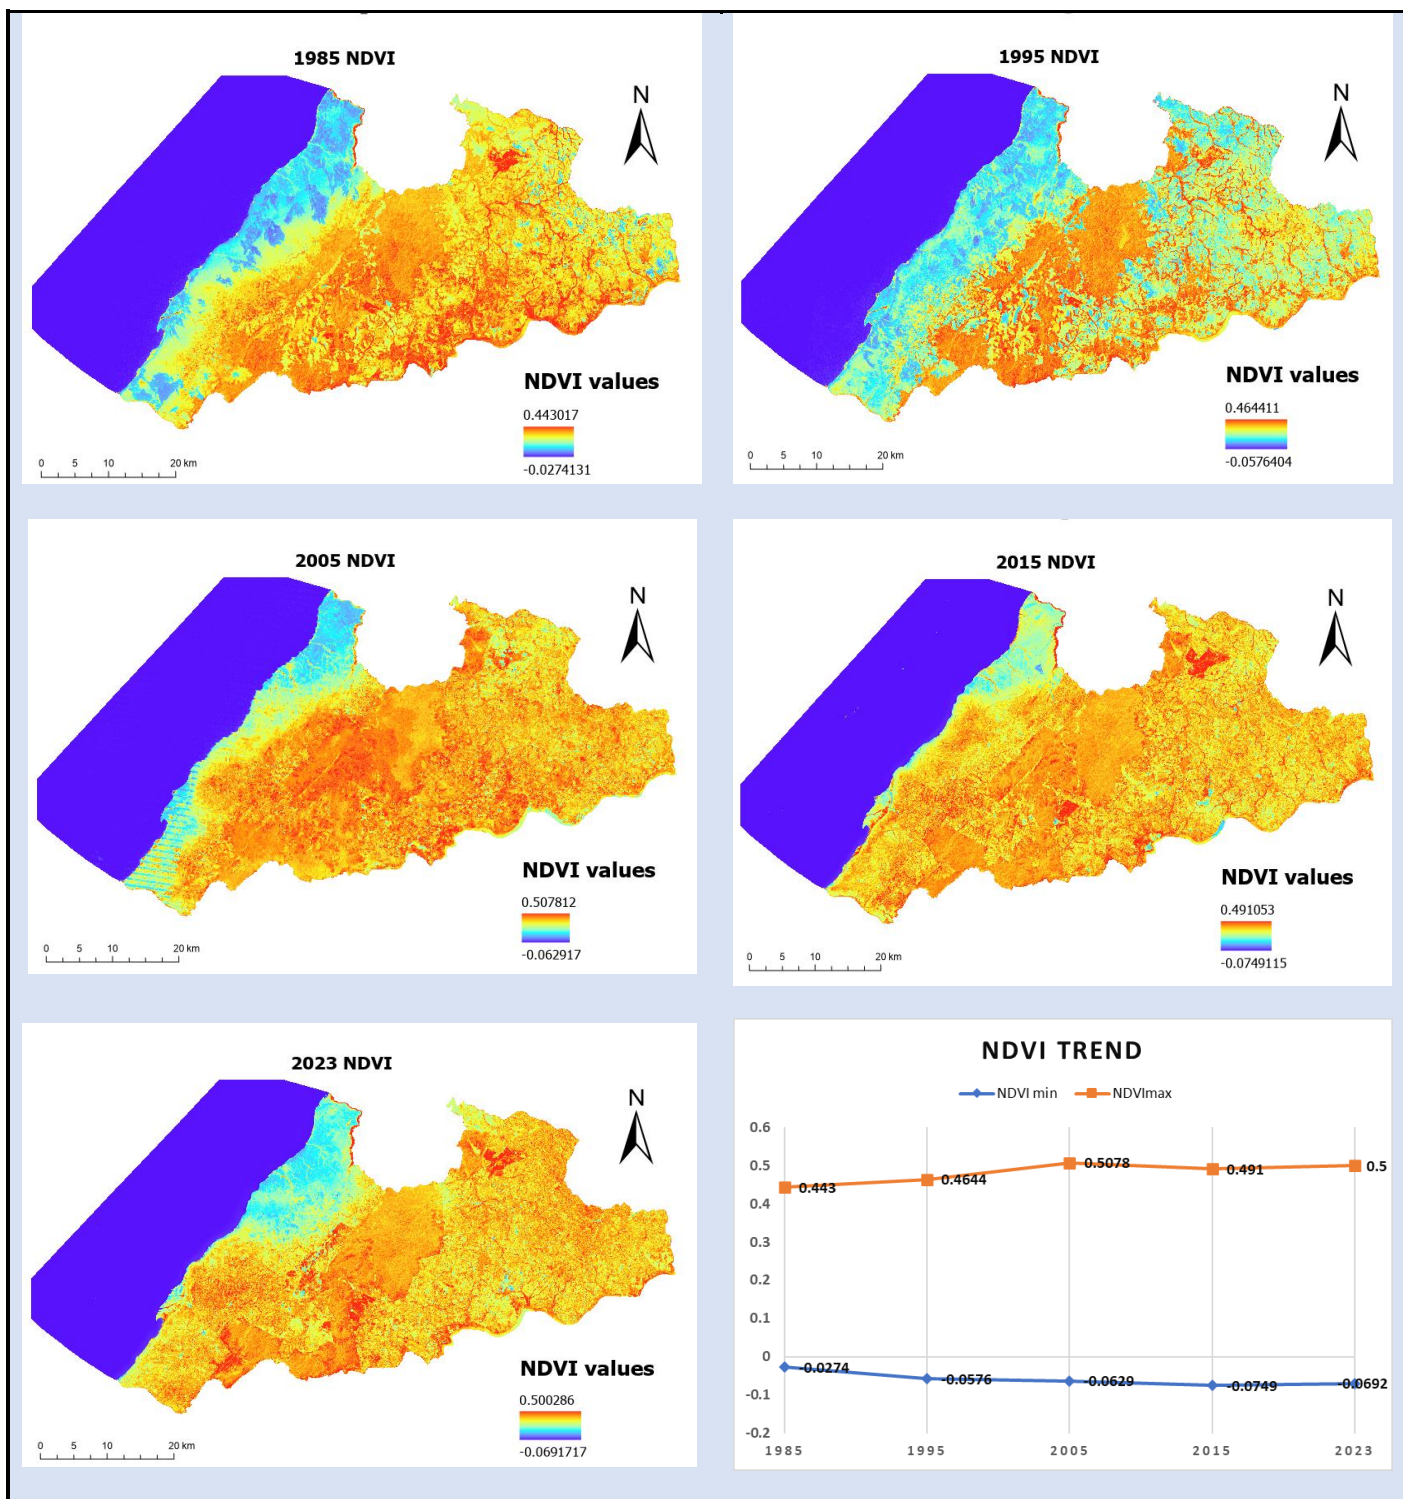 1985 NDVI
N
NDVI values
0.443017
-0.0274131
0 5 10 20 km
1995 NDVI
N
NDVI values
0.464411
-0.0576404
0 5 10 20 km
2005 NDVI
N
NDVI values
0.507812
-0.062917
0 5 10 20 km
2015 NDVI
N
NDVI values
0.491053
-0.0749115
0 5 10 20 km
2023 NDVI
N
NDVI values
0.500286
-0.0691717
0 5 10 20 km
NDVI TREND
NDVI min NDVImax
0.6
0.5
0.4
0.3
0.2
0.1
0
-0.1
-0.2
0.443 0.4644 0.5078 0.491 0.5
-0.0274 -0.0576 -0.0629 -0.0749 -0.0692
1985 1995 2005 2015 2023